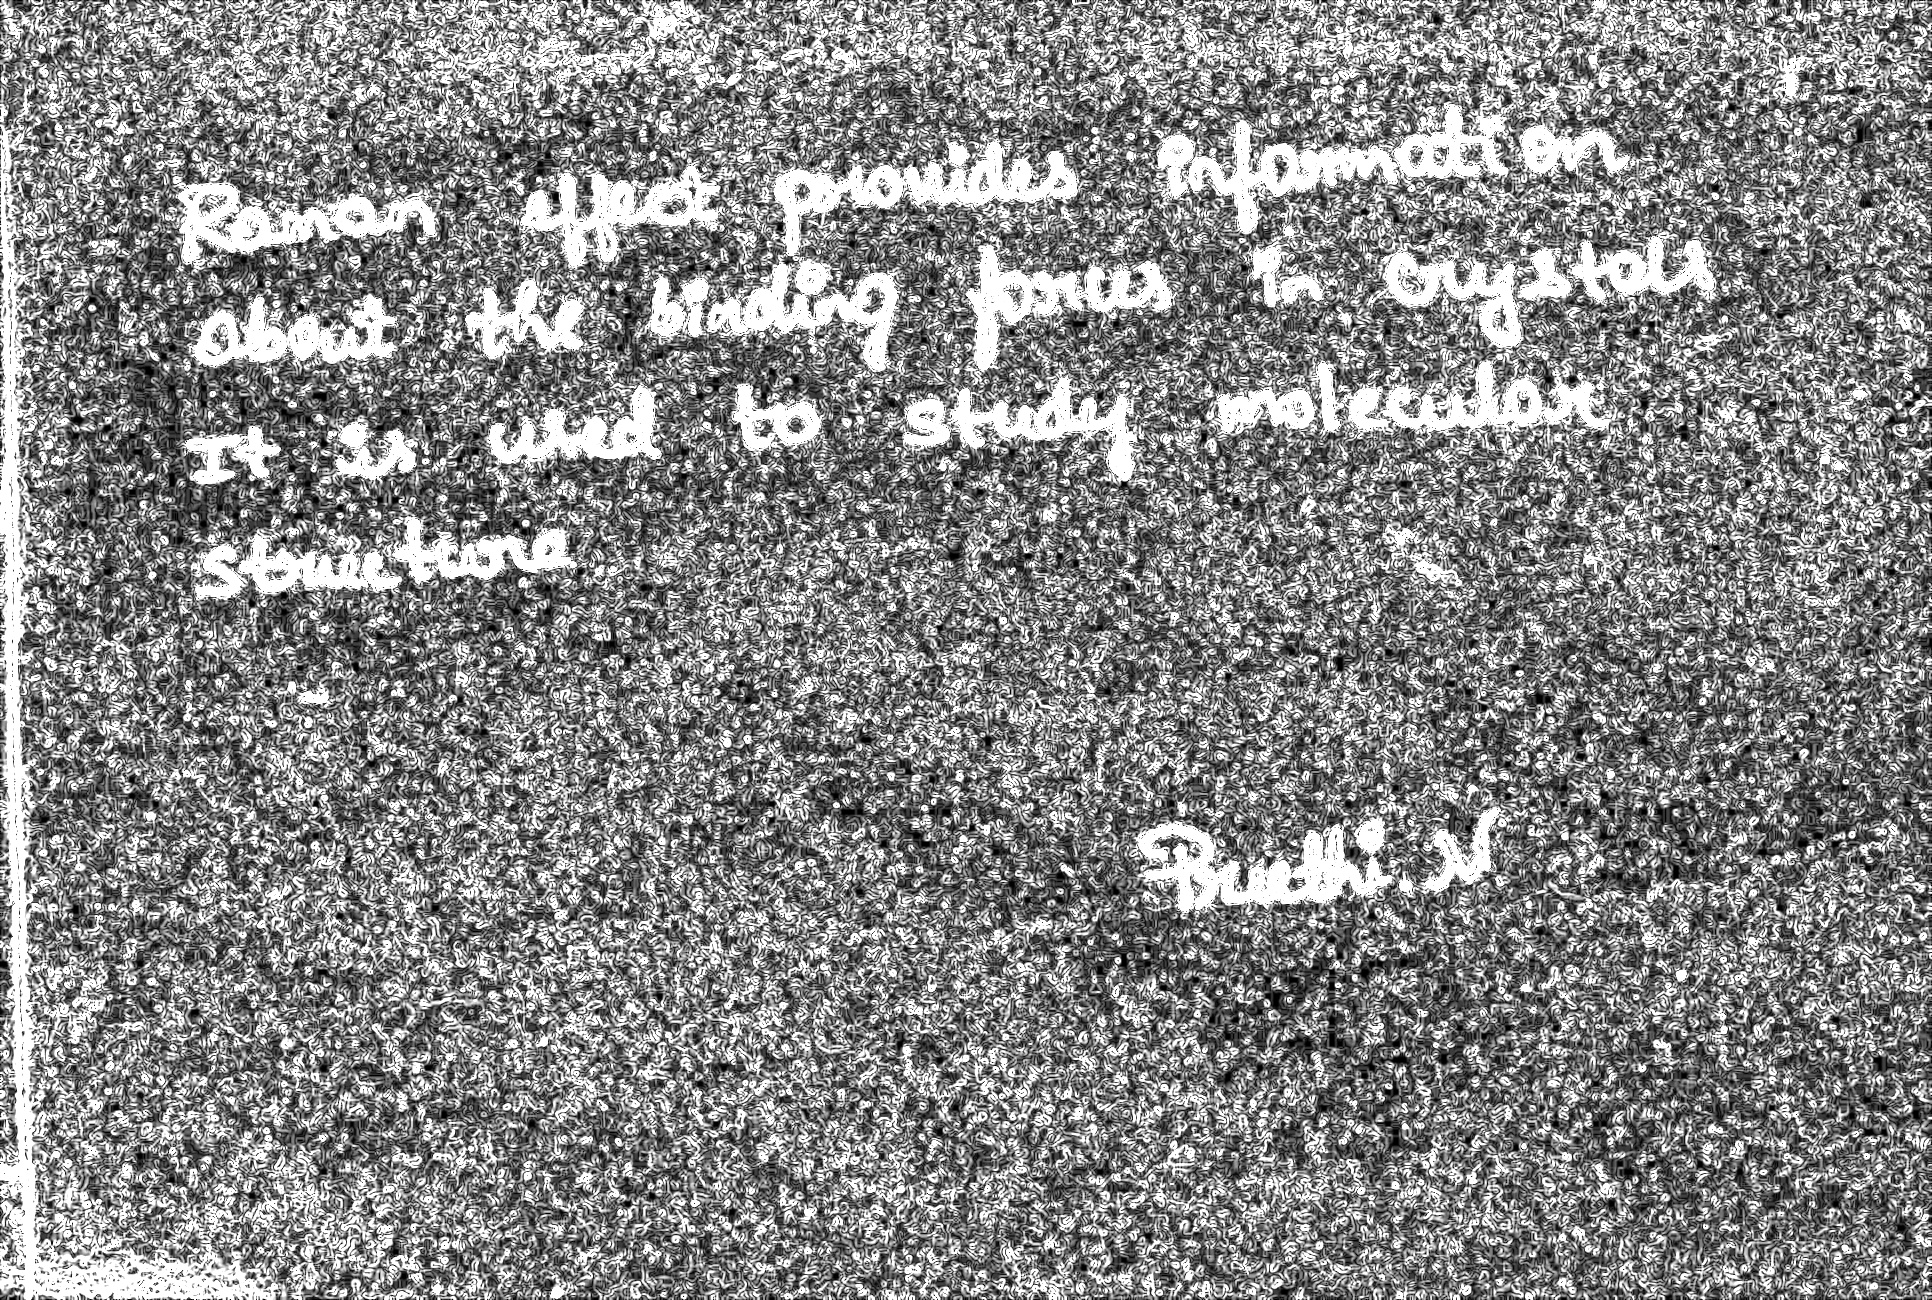 Raman effect provides information
about the binding forces in crystals
It is used to study molecular
structure
Preethi. N